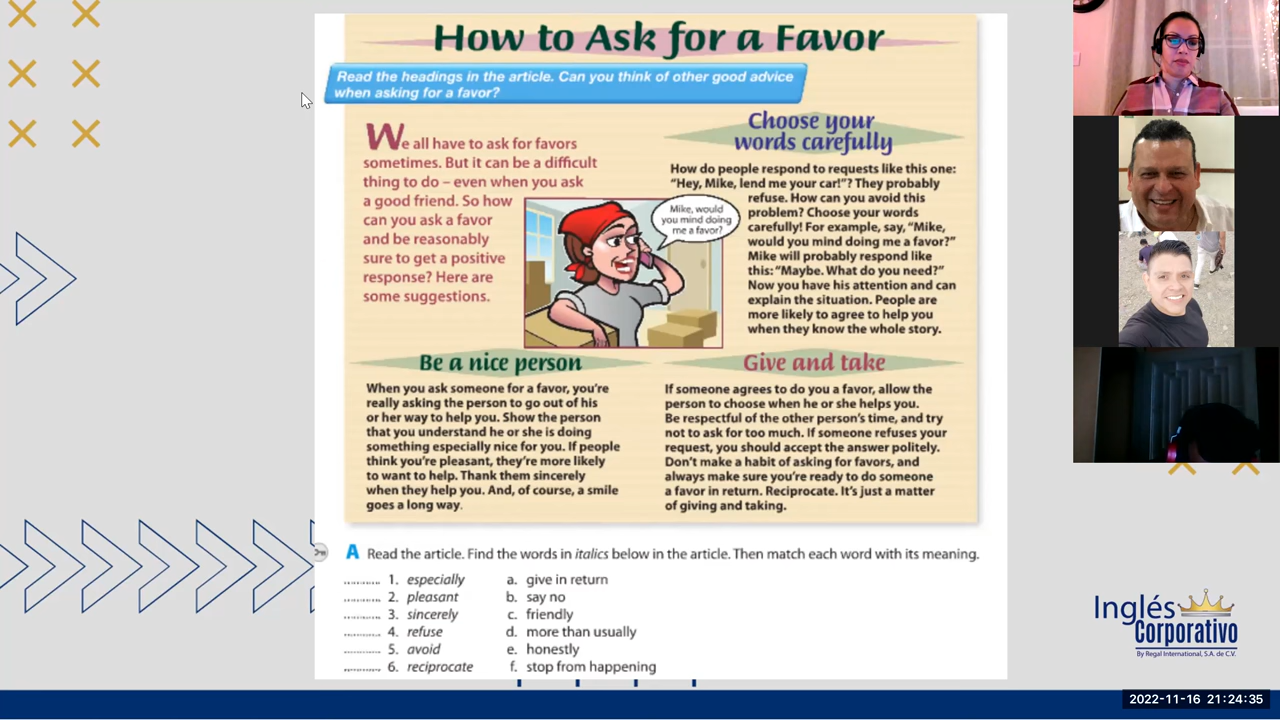 How to Ask for a Favor
Read the headings in the article. Can you think of other good advice
when asking for a favor?
We all have to ask for favors
sometimes. But it can be a difficult
thing to do – even when you ask
a good friend. So how
can you ask a favor
and be reasonably
sure to get a positive
response? Here are
some suggestions.
Mike, would
you mind doing
me a favor?
Choose your
words carefully
How do people respond to requests like this one:
“Hey, Mike, lend me your car!”? They probably
refuse. How can you avoid this
problem? Choose your words
carefully! For example, say, “Mike,
would you mind doing me a favor?”
Mike will probably respond like
this: “Maybe. What do you need?”
Now you have his attention and can
explain the situation. People are
more likely to agree to help you
when they know the whole story.
Be a nice person
When you ask someone for a favor, you’re
really asking the person to go out of his
or her way to help you. Show the person
that you understand he or she is doing
something especially nice for you. If people
think you’re pleasant, they’re more likely
to want to help. Thank them sincerely
when they help you. And, of course, a smile
goes a long way.
Give and take
If someone agrees to do you a favor, allow the
person to choose when he or she helps you.
Be respectful of the other person’s time, and try
not to ask for too much. If someone refuses your
request, you should accept the answer politely.
Don’t make a habit of asking for favors, and
always make sure you’re ready to do someone
a favor in return. Reciprocate. It’s just a matter
of giving and taking.
A Read the article. Find the words in italics below in the article. Then match each word with its meaning.
.......... 1. especially a. give in return
.......... 2. pleasant b. say no
.......... 3. sincerely c. friendly
.......... 4. refuse d. more than usually
.......... 5. avoid e. honestly
.......... 6. reciprocate f. stop from happening
Inglés
Corporativo
By Regal International, S.A. de C.V.
2022-11-16 21:24:35